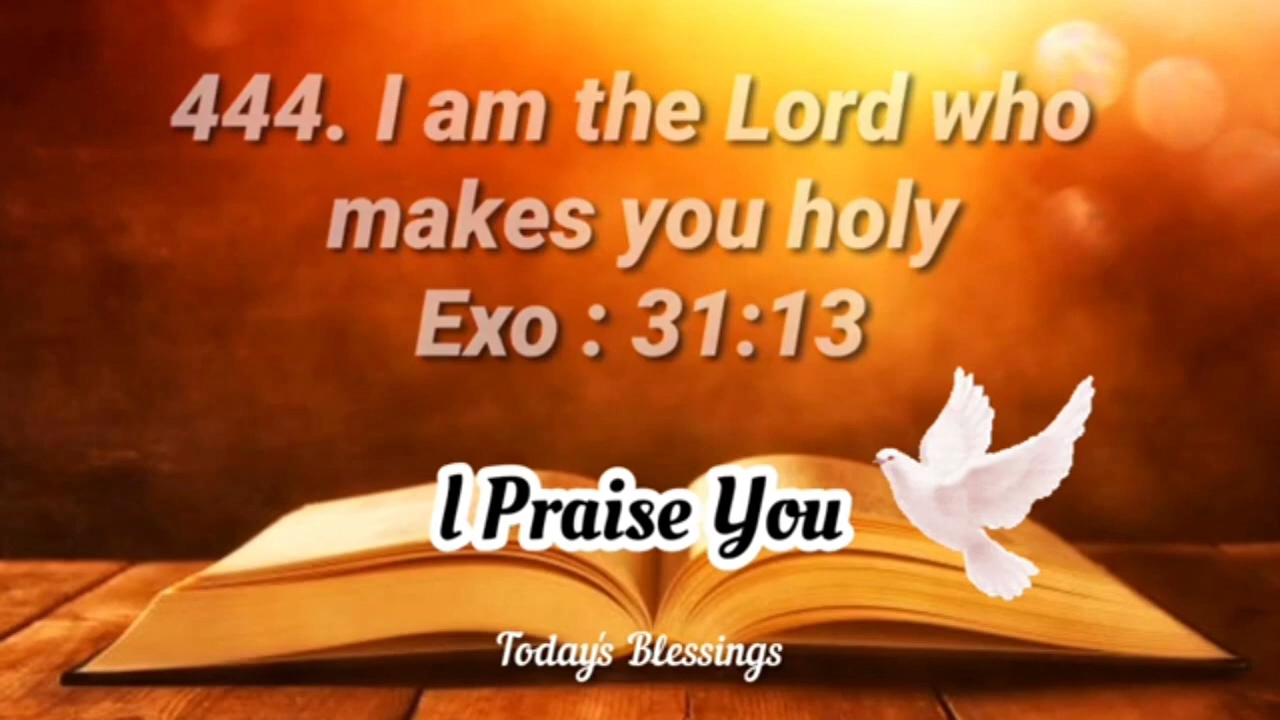 444. I am the Lord who
makes you holy
Exo : 31:13
I Praise You
Today's Blessings